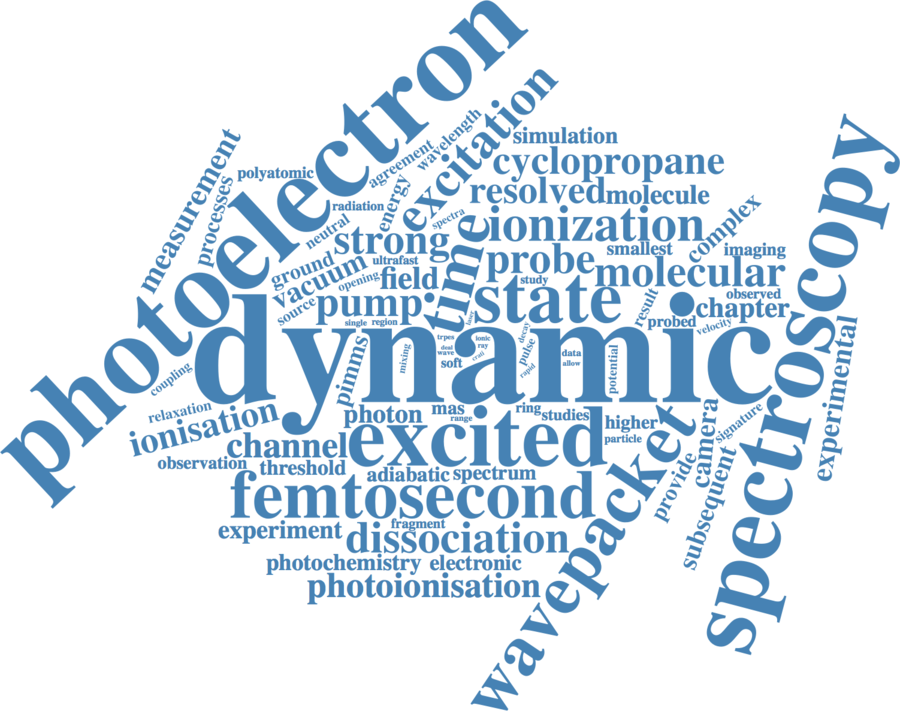 photoelectron
dynamic
spectroscopy
wavepacket
excited
femtosecond
state
time
excitation
ionization
cyclopropane
simulation
resolved
molecule
wavelength
agreement
energy
spectra
measurement
processes
polyatomic
radiation
neutral
strong
ground
vacuum
ultrafast
opening
field
source
pump
single
region
probe
study
smallest
molecular
complex
imaging
observed
result
chapter
probed
velocity
coupling
pimms
mixing
trpes
laser
ionic
ray
wave
soft
decay
pulse
rapid
data
allow
potential
relaxation
ionisation
photon
mas
range
ring
studies
higher
particle
channel
observation
threshold
adiabatic
spectrum
provide
camera
signature
subsequent
experimental
experiment
fragment
dissociation
photochemistry
electronic
photoionisation